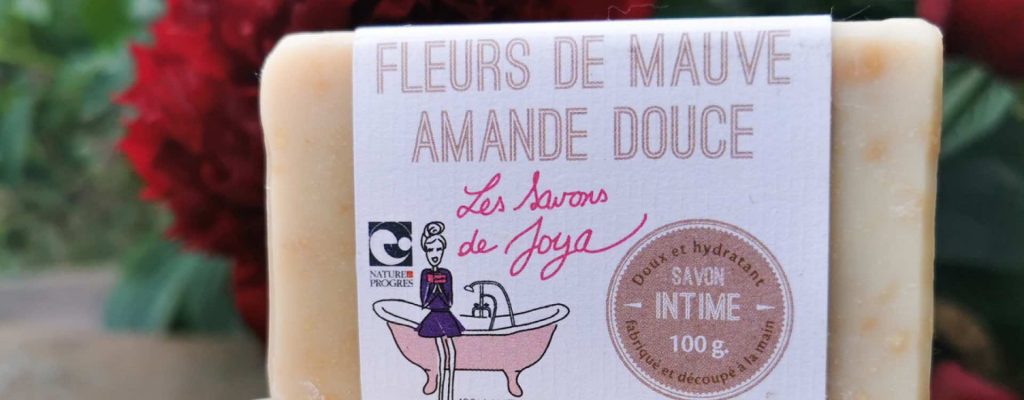 FLEURS DE MAUVE
AMANDE DOUCE
Les Savons
de Joya
NATURE &
PROGRES
Doux et hydratant
SAVON
INTIME
100 g.
fabriqué et découpé à la main